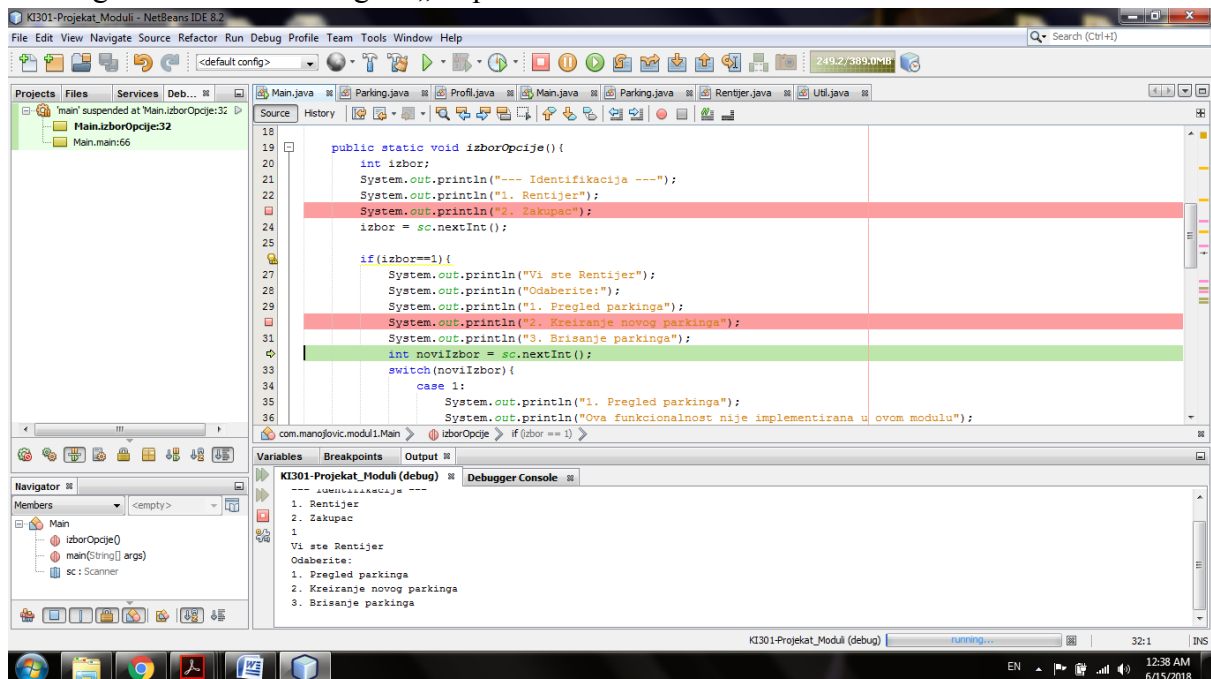 KI301-Projekat_Moduli - NetBeans IDE 8.2
File Edit View Navigate Source Refactor Run Debug Profile Team Tools Window Help
Search (Ctrl+I)
<default config>
249.2/389.0MB
Projects Files Services Deb...
Main.java Parking.java Profil.java Main.java Parking.java Rentijer.java Util.java
'main' suspended at 'Main.izborOpcije:32
Main.izborOpcije:32
Main.main:66
Source History
18
19 public static void izborOpcije(){
20 int izbor;
21 System.out.println("--- Identifikacija ---");
22 System.out.println("1. Rentijer");
System.out.println("2. Zakupac");
24 izbor = sc.nextInt();
25
if(izbor==1){
27 System.out.println("Vi ste Rentijer");
28 System.out.println("Odaberite:");
29 System.out.println("1. Pregled parkinga");
System.out.println("2. Kreiranje novog parkinga");
31 System.out.println("3. Brisanje parkinga");
int noviIzbor = sc.nextInt();
33 switch(noviIzbor){
34 case 1:
35 System.out.println("1. Pregled parkinga");
36 System.out.println("Ova funkcionalnost nije implementirana u ovom modulu");
com.manojlovic.modul1.Main izborOpcije if (izbor == 1)
Variables Breakpoints Output
KI301-Projekat_Moduli (debug) Debugger Console
--- Identifikacija ---
1. Rentijer
2. Zakupac
1
Vi ste Rentijer
Odaberite:
1. Pregled parkinga
2. Kreiranje novog parkinga
3. Brisanje parkinga
Navigator
Members <empty>
Main
izborOpcije()
main(String[] args)
sc : Scanner
KI301-Projekat_Moduli (debug) running... 32:1 INS
EN 12:38 AM
6/15/2018